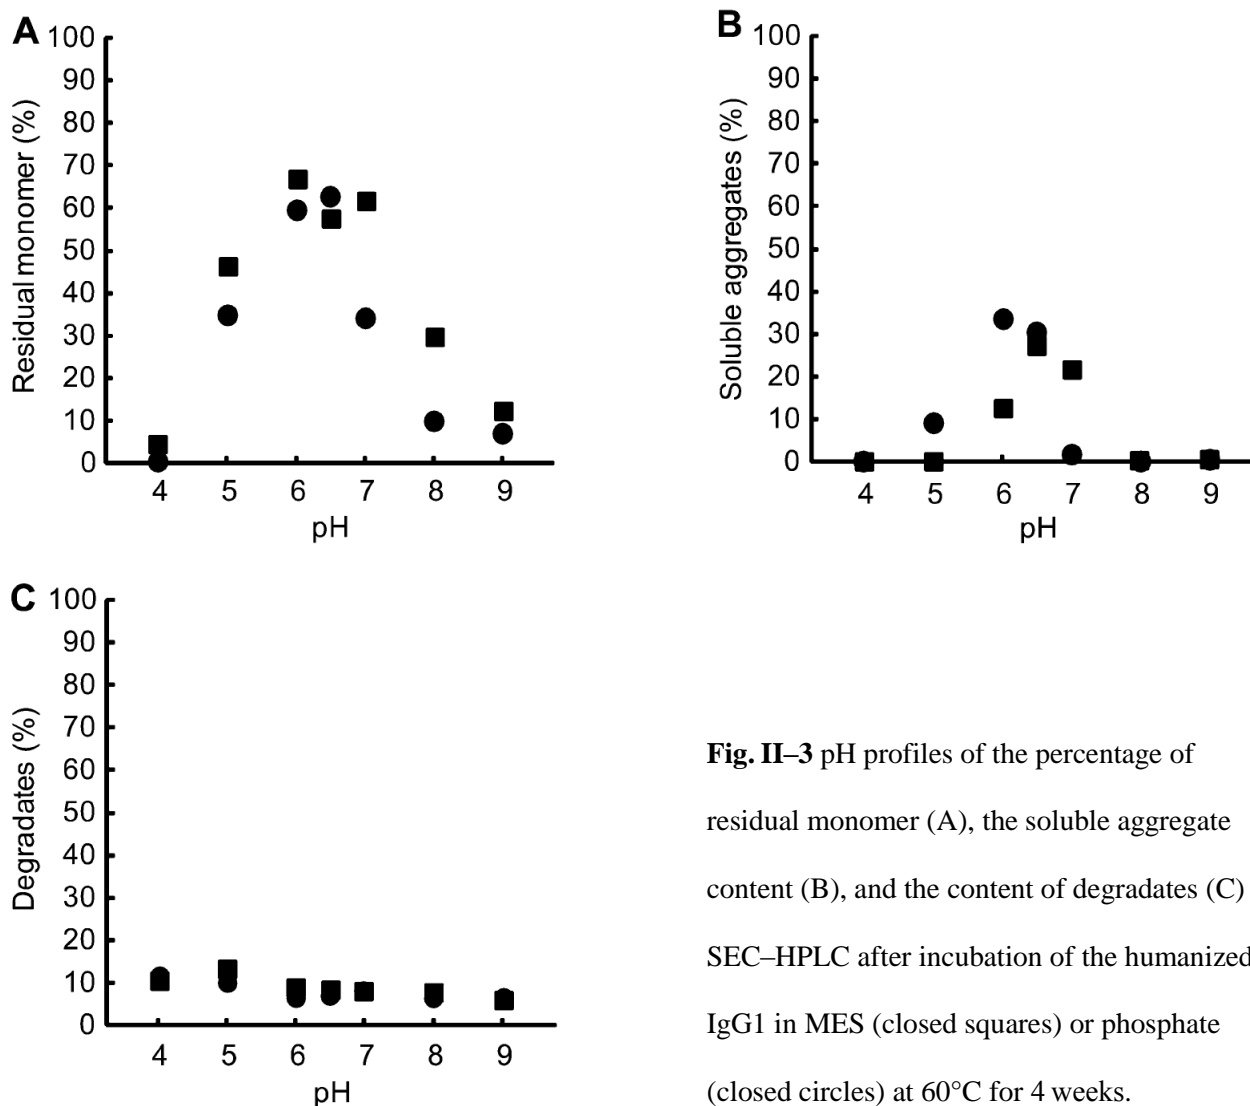 A
100
90
80
70
60
50
40
30
20
10
0
Residual monomer (%)
4 5 6 7 8 9
pH
B
100
90
80
70
60
50
40
30
20
10
0
Soluble aggregates (%)
4 5 6 7 8 9
pH
C
100
90
80
70
60
50
40
30
20
10
0
Degradates (%)
4 5 6 7 8 9
pH
Fig. II–3 pH profiles of the percentage of
residual monomer (A), the soluble aggregate
content (B), and the content of degradates (C)
SEC–HPLC after incubation of the humanized
IgG1 in MES (closed squares) or phosphate
(closed circles) at 60°C for 4 weeks.